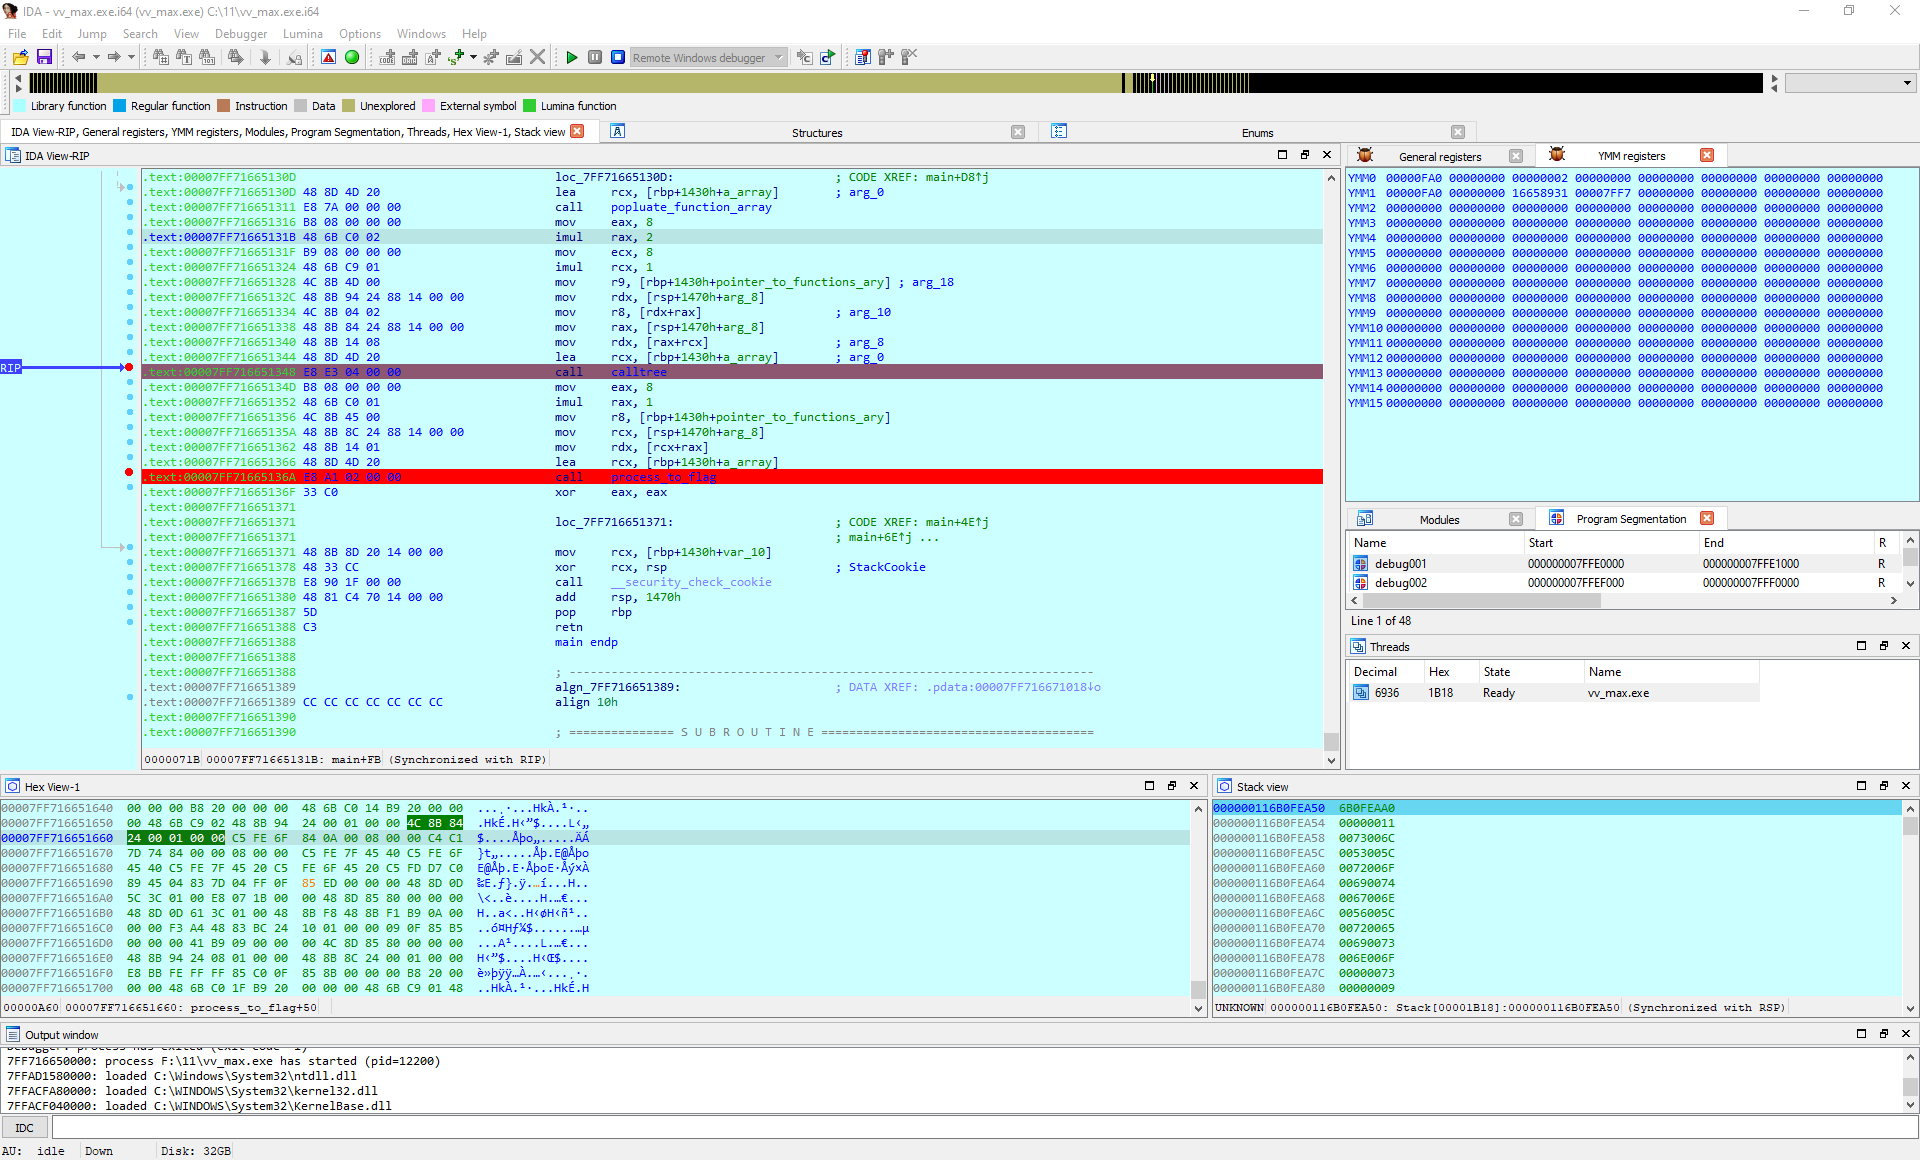 IDA - vv_max.exe.i64 (vv_max.exe) C:\11\vv_max.exe.i64
File Edit Jump Search View Debugger Lumina Options Windows Help
Remote Windows debugger
Library function Regular function Instruction Data Unexplored External symbol Lumina function
IDA View-RIP, General registers, YMM registers, Modules, Program Segmentation, Threads, Hex View-1, Stack view Structures Enums
IDA View-RIP
.text:00007FF71665130D loc_7FF71665130D: ; CODE XREF: main+D8↑j
.text:00007FF71665130D 48 8D 4D 20 lea rcx, [rbp+1430h+a_array] ; arg_0
.text:00007FF716651311 E8 7A 00 00 00 call popluate_function_array
.text:00007FF716651316 B8 08 00 00 00 mov eax, 8
.text:00007FF71665131B 48 6B C0 02 imul rax, 2
.text:00007FF71665131F B9 08 00 00 00 mov ecx, 8
.text:00007FF716651324 48 6B C9 01 imul rcx, 1
.text:00007FF716651328 4C 8B 4D 00 mov r9, [rbp+1430h+pointer_to_functions_ary] ; arg_18
.text:00007FF71665132C 48 8B 94 24 88 14 00 00 mov rdx, [rsp+1470h+arg_8]
.text:00007FF716651334 4C 8B 04 02 mov r8, [rdx+rax] ; arg_10
.text:00007FF716651338 48 8B 84 24 88 14 00 00 mov rax, [rsp+1470h+arg_8]
.text:00007FF716651340 48 8B 14 08 mov rdx, [rax+rcx] ; arg_8
.text:00007FF716651344 48 8D 4D 20 lea rcx, [rbp+1430h+a_array] ; arg_0
RIP
.text:00007FF716651348 E8 E3 04 00 00 call calltree
.text:00007FF71665134D B8 08 00 00 00 mov eax, 8
.text:00007FF716651352 48 6B C0 01 imul rax, 1
.text:00007FF716651356 4C 8B 45 00 mov r8, [rbp+1430h+pointer_to_functions_ary]
.text:00007FF71665135A 48 8B 8C 24 88 14 00 00 mov rcx, [rsp+1470h+arg_8]
.text:00007FF716651362 48 8B 14 01 mov rdx, [rcx+rax]
.text:00007FF716651366 48 8D 4D 20 lea rcx, [rbp+1430h+a_array]
.text:00007FF71665136A E8 A1 02 00 00 call process_to_flag
.text:00007FF71665136F 33 C0 xor eax, eax
.text:00007FF716651371
.text:00007FF716651371 loc_7FF716651371: ; CODE XREF: main+4E↑j
.text:00007FF716651371 ; main+6E↑j ...
.text:00007FF716651371 48 8B 8D 20 14 00 00 mov rcx, [rbp+1430h+var_10]
.text:00007FF716651378 48 33 CC xor rcx, rsp ; StackCookie
.text:00007FF71665137B E8 90 1F 00 00 call __security_check_cookie
.text:00007FF716651380 48 81 C4 70 14 00 00 add rsp, 1470h
.text:00007FF716651387 5D pop rbp
.text:00007FF716651388 C3 retn
.text:00007FF716651388 main endp
.text:00007FF716651388
.text:00007FF716651388 ; ---------------------------------------------------------------------------
.text:00007FF716651389 algn_7FF716651389: ; DATA XREF: .pdata:00007FF716671018↓o
.text:00007FF716651389 CC CC CC CC CC CC CC align 10h
.text:00007FF716651390
.text:00007FF716651390 ; =============== S U B R O U T I N E =======================================
0000071B 00007FF71665131B: main+FB (Synchronized with RIP)
General registers YMM registers
YMM0 00000FA0 00000000 00000002 00000000 00000000 00000000 00000000 00000000
YMM1 00000FA0 00000000 16658931 00007FF7 00000000 00000000 00000000 00000000
YMM2 00000000 00000000 00000000 00000000 00000000 00000000 00000000 00000000
YMM3 00000000 00000000 00000000 00000000 00000000 00000000 00000000 00000000
YMM4 00000000 00000000 00000000 00000000 00000000 00000000 00000000 00000000
YMM5 00000000 00000000 00000000 00000000 00000000 00000000 00000000 00000000
YMM6 00000000 00000000 00000000 00000000 00000000 00000000 00000000 00000000
YMM7 00000000 00000000 00000000 00000000 00000000 00000000 00000000 00000000
YMM8 00000000 00000000 00000000 00000000 00000000 00000000 00000000 00000000
YMM9 00000000 00000000 00000000 00000000 00000000 00000000 00000000 00000000
YMM10 00000000 00000000 00000000 00000000 00000000 00000000 00000000 00000000
YMM11 00000000 00000000 00000000 00000000 00000000 00000000 00000000 00000000
YMM12 00000000 00000000 00000000 00000000 00000000 00000000 00000000 00000000
YMM13 00000000 00000000 00000000 00000000 00000000 00000000 00000000 00000000
YMM14 00000000 00000000 00000000 00000000 00000000 00000000 00000000 00000000
YMM15 00000000 00000000 00000000 00000000 00000000 00000000 00000000 00000000
Modules Program Segmentation
Name Start End R
debug001 000000007FFE0000 000000007FFE1000 R
debug002 000000007FFEF000 000000007FFF0000 R
Line 1 of 48
Threads
Decimal Hex State Name
6936 1B18 Ready vv_max.exe
Hex View-1
00007FF716651640 00 00 00 B8 20 00 00 00 48 6B C0 14 B9 20 00 00 ...¸·...HkÀ.¹·..
00007FF716651650 00 48 6B C9 02 48 8B 94 24 00 01 00 00 4C 8B 84 .HkÉ.H‹”$....L‹„
00007FF716651660 24 00 01 00 00 C5 FE 6F 84 0A 00 08 00 00 C4 C1 $....Åþo„.....ÄÁ
00007FF716651670 7D 74 84 00 00 08 00 00 C5 FE 7F 45 40 C5 FE 6F }t„.....Åþ.E@Åþo
00007FF716651680 45 40 C5 FE 7F 45 20 C5 FE 6F 45 20 C5 FD D7 C0 E@Åþ.E·ÅþoE·Åý×À
00007FF716651690 89 45 04 83 7D 04 FF 0F 85 ED 00 00 00 48 8D 0D ‰E.ƒ}.ÿ.…í...H..
00007FF7166516A0 5C 3C 01 00 E8 07 1B 00 00 48 8D 85 80 00 00 00 \<..è....H.…€...
00007FF7166516B0 48 8D 0D 61 3C 01 00 48 8B F8 48 8B F1 B9 0A 00 H..a<..H‹øH‹ñ¹..
00007FF7166516C0 00 00 F3 A4 48 83 BC 24 10 01 00 00 09 0F 85 B5 ..ó¤Hƒ¼$......…µ
00007FF7166516D0 00 00 00 41 B9 09 00 00 00 4C 8D 85 80 00 00 00 ...A¹....L.…€...
00007FF7166516E0 48 8B 94 24 08 01 00 00 48 8B 8C 24 00 01 00 00 H‹”$....H‹Œ$....
00007FF7166516F0 E8 BB FE FF FF 85 C0 0F 85 8B 00 00 00 B8 20 00 è»þÿÿ…À.…‹...¸·.
00007FF716651700 00 00 48 6B C0 1F B9 20 00 00 00 48 6B C9 01 48 ..HkÀ.¹·...HkÉ.H
00000A60 00007FF716651660: process_to_flag+50
Stack view
000000116B0FEA50 6B0FEAA0
000000116B0FEA54 00000011
000000116B0FEA58 0073006C
000000116B0FEA5C 0053005C
000000116B0FEA60 0072006F
000000116B0FEA64 00690074
000000116B0FEA68 0067006E
000000116B0FEA6C 0056005C
000000116B0FEA70 00720065
000000116B0FEA74 00690073
000000116B0FEA78 006E006F
000000116B0FEA7C 00000073
000000116B0FEA80 00000009
UNKNOWN 000000116B0FEA50: Stack[00001B18]:000000116B0FEA50 (Synchronized with RSP)
Output window
Debugger: process has exited (exit code 1)
7FF716650000: process F:\11\vv_max.exe has started (pid=12200)
7FFAD1580000: loaded C:\Windows\System32\ntdll.dll
7FFACFA80000: loaded C:\WINDOWS\System32\kernel32.dll
7FFACF040000: loaded C:\WINDOWS\System32\KernelBase.dll
IDC
AU: idle Down Disk: 32GB